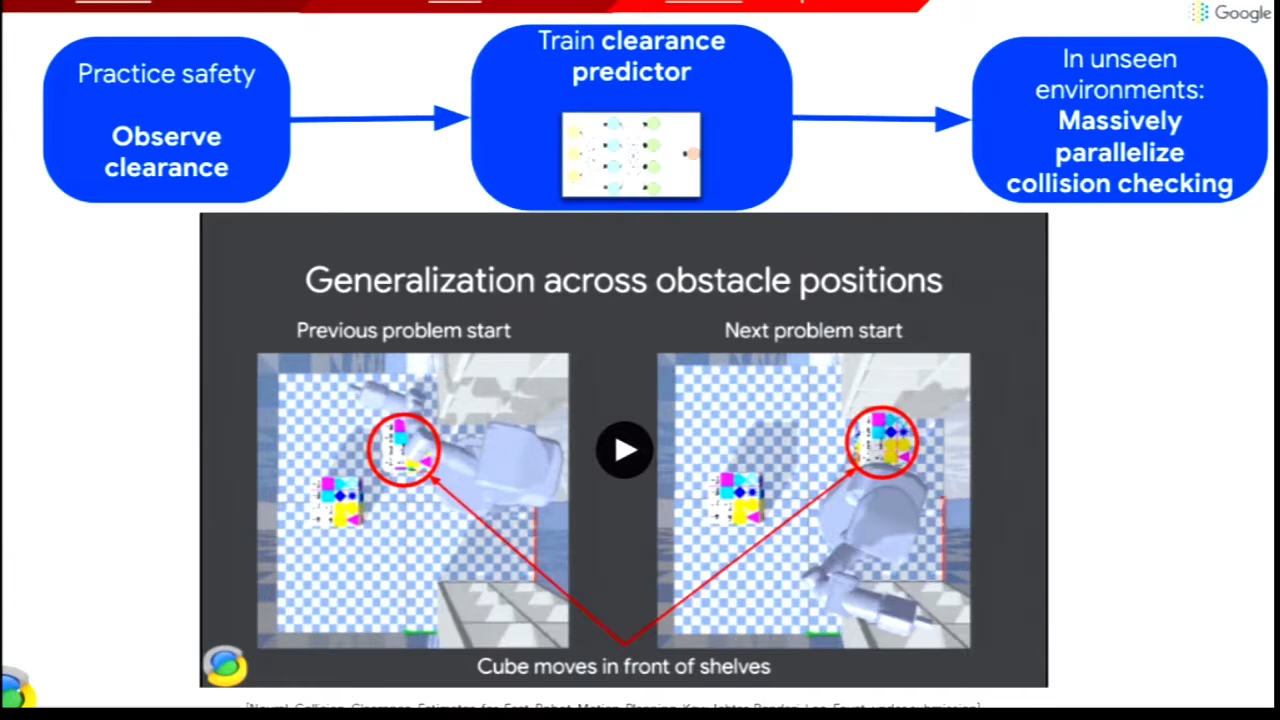 Google
Practice safety
Observe
clearance
Train clearance
predictor
In unseen
environments:
Massively
parallelize
collision checking
Generalization across obstacle positions
Previous problem start
Next problem start
Cube moves in front of shelves